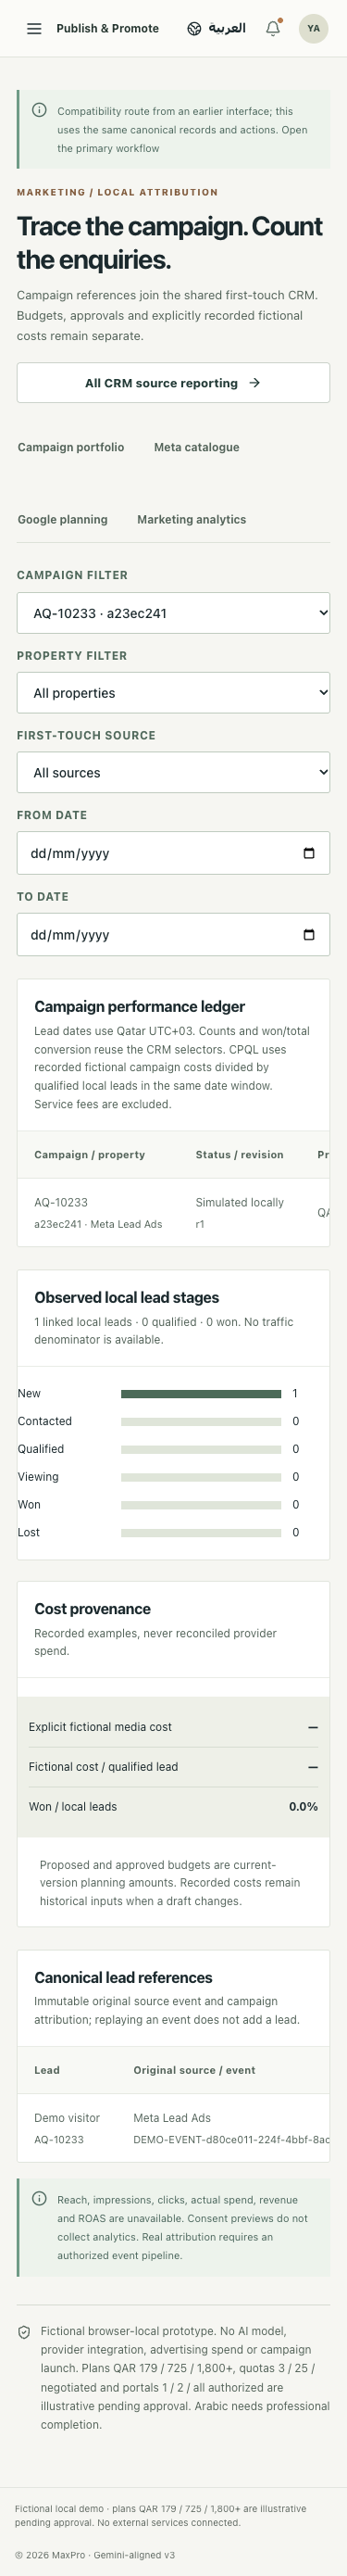 Publish & Promote
العربية
YA
Compatibility route from an earlier interface; this
uses the same canonical records and actions. Open
the primary workflow
MARKETING / LOCAL ATTRIBUTION
Trace the campaign. Count
the enquiries.
Campaign references join the shared first-touch CRM.
Budgets, approvals and explicitly recorded fictional
costs remain separate.
All CRM source reporting →
Campaign portfolio Meta catalogue
Google planning Marketing analytics
CAMPAIGN FILTER
AQ-10233 · a23ec241
PROPERTY FILTER
All properties
FIRST-TOUCH SOURCE
All sources
FROM DATE
dd/mm/yyyy
TO DATE
dd/mm/yyyy
Campaign performance ledger
Lead dates use Qatar UTC+03. Counts and won/total
conversion reuse the CRM selectors. CPQL uses
recorded fictional campaign costs divided by
qualified local leads in the same date window.
Service fees are excluded.
Campaign / property Status / revision Pr
AQ-10233 Simulated locally
a23ec241 · Meta Lead Ads r1 QA
Observed local lead stages
1 linked local leads · 0 qualified · 0 won. No traffic
denominator is available.
New 1
Contacted 0
Qualified 0
Viewing 0
Won 0
Lost 0
Cost provenance
Recorded examples, never reconciled provider
spend.
Explicit fictional media cost —
Fictional cost / qualified lead —
Won / local leads 0.0%
Proposed and approved budgets are current-
version planning amounts. Recorded costs remain
historical inputs when a draft changes.
Canonical lead references
Immutable original source event and campaign
attribution; replaying an event does not add a lead.
Lead Original source / event
Demo visitor Meta Lead Ads
AQ-10233 DEMO-EVENT-d80ce011-224f-4bbf-8ac
Reach, impressions, clicks, actual spend, revenue
and ROAS are unavailable. Consent previews do not
collect analytics. Real attribution requires an
authorized event pipeline.
Fictional browser-local prototype. No AI model,
provider integration, advertising spend or campaign
launch. Plans QAR 179 / 725 / 1,800+, quotas 3 / 25 /
negotiated and portals 1 / 2 / all authorized are
illustrative pending approval. Arabic needs professional
completion.
Fictional local demo · plans QAR 179 / 725 / 1,800+ are illustrative
pending approval. No external services connected.
© 2026 MaxPro · Gemini-aligned v3